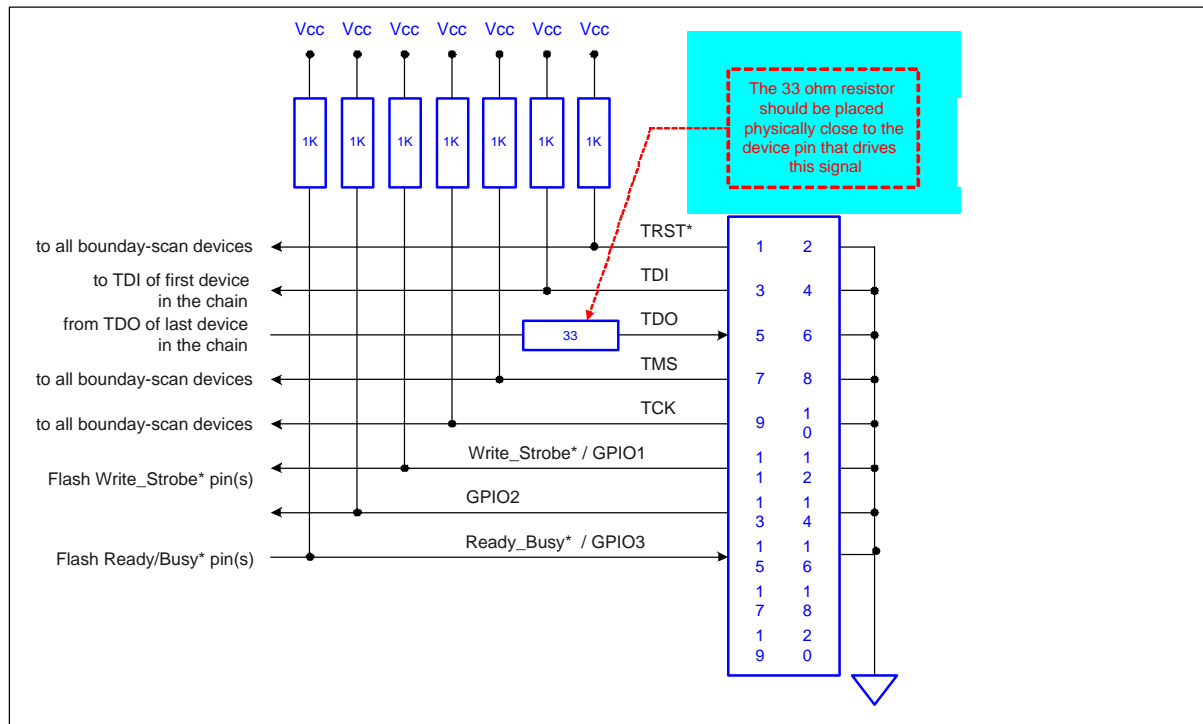 Vcc Vcc Vcc Vcc Vcc Vcc Vcc
1K 1K 1K 1K 1K 1K 1K
The 33 ohm resistor
should be placed
physically close to the
device pin that drives
this signal
to all bounday-scan devices
TRST*
1 2
to TDI of first device
in the chain
TDI
3 4
from TDO of last device
in the chain
33
TDO
5 6
to all bounday-scan devices
TMS
7 8
to all bounday-scan devices
TCK
9 10
Flash Write_Strobe* pin(s)
Write_Strobe* / GPIO1
11 12
GPIO2
13 14
Flash Ready/Busy* pin(s)
Ready_Busy* / GPIO3
15 16
17 18
19 20